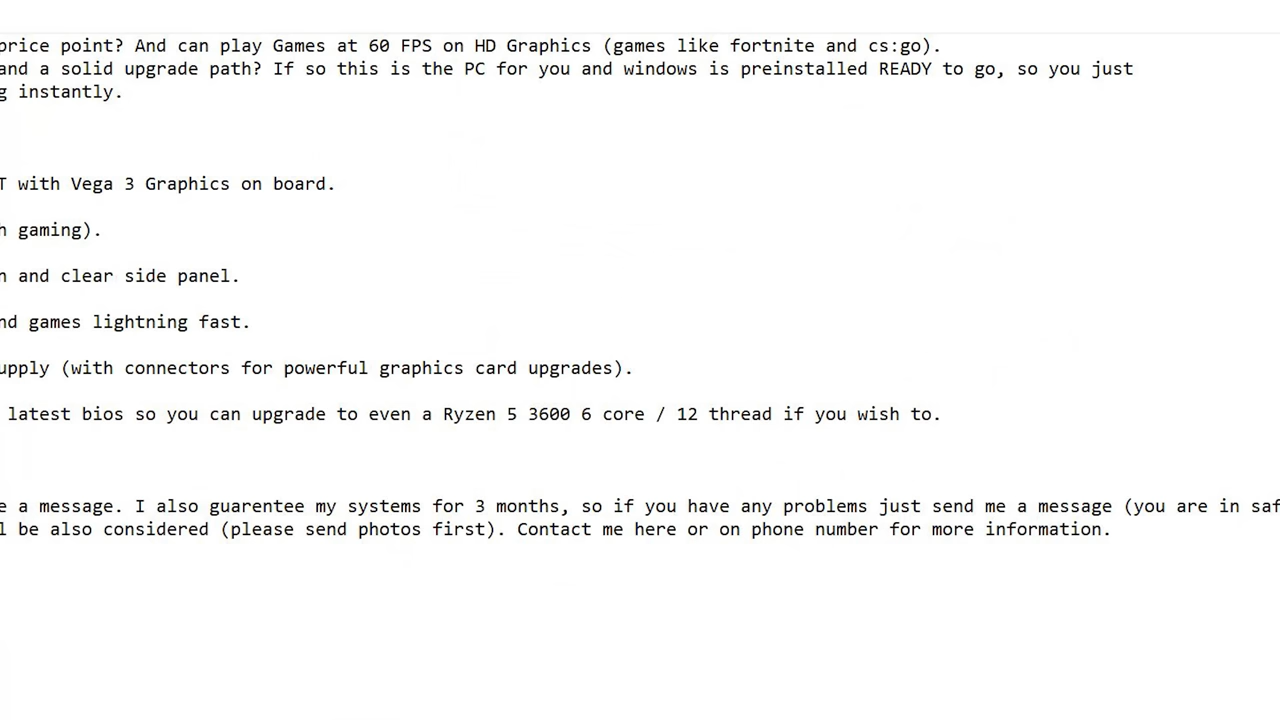 price point? And can play Games at 60 FPS on HD Graphics (games like fortnite and cs:go).
and a solid upgrade path? If so this is the PC for you and windows is preinstalled READY to go, so you just
g instantly.
T with Vega 3 Graphics on board.
h gaming).
n and clear side panel.
nd games lightning fast.
upply (with connectors for powerful graphics card upgrades).
latest bios so you can upgrade to even a Ryzen 5 3600 6 core / 12 thread if you wish to.
e a message. I also guarentee my systems for 3 months, so if you have any problems just send me a message (you are in saf
l be also considered (please send photos first). Contact me here or on phone number for more information.